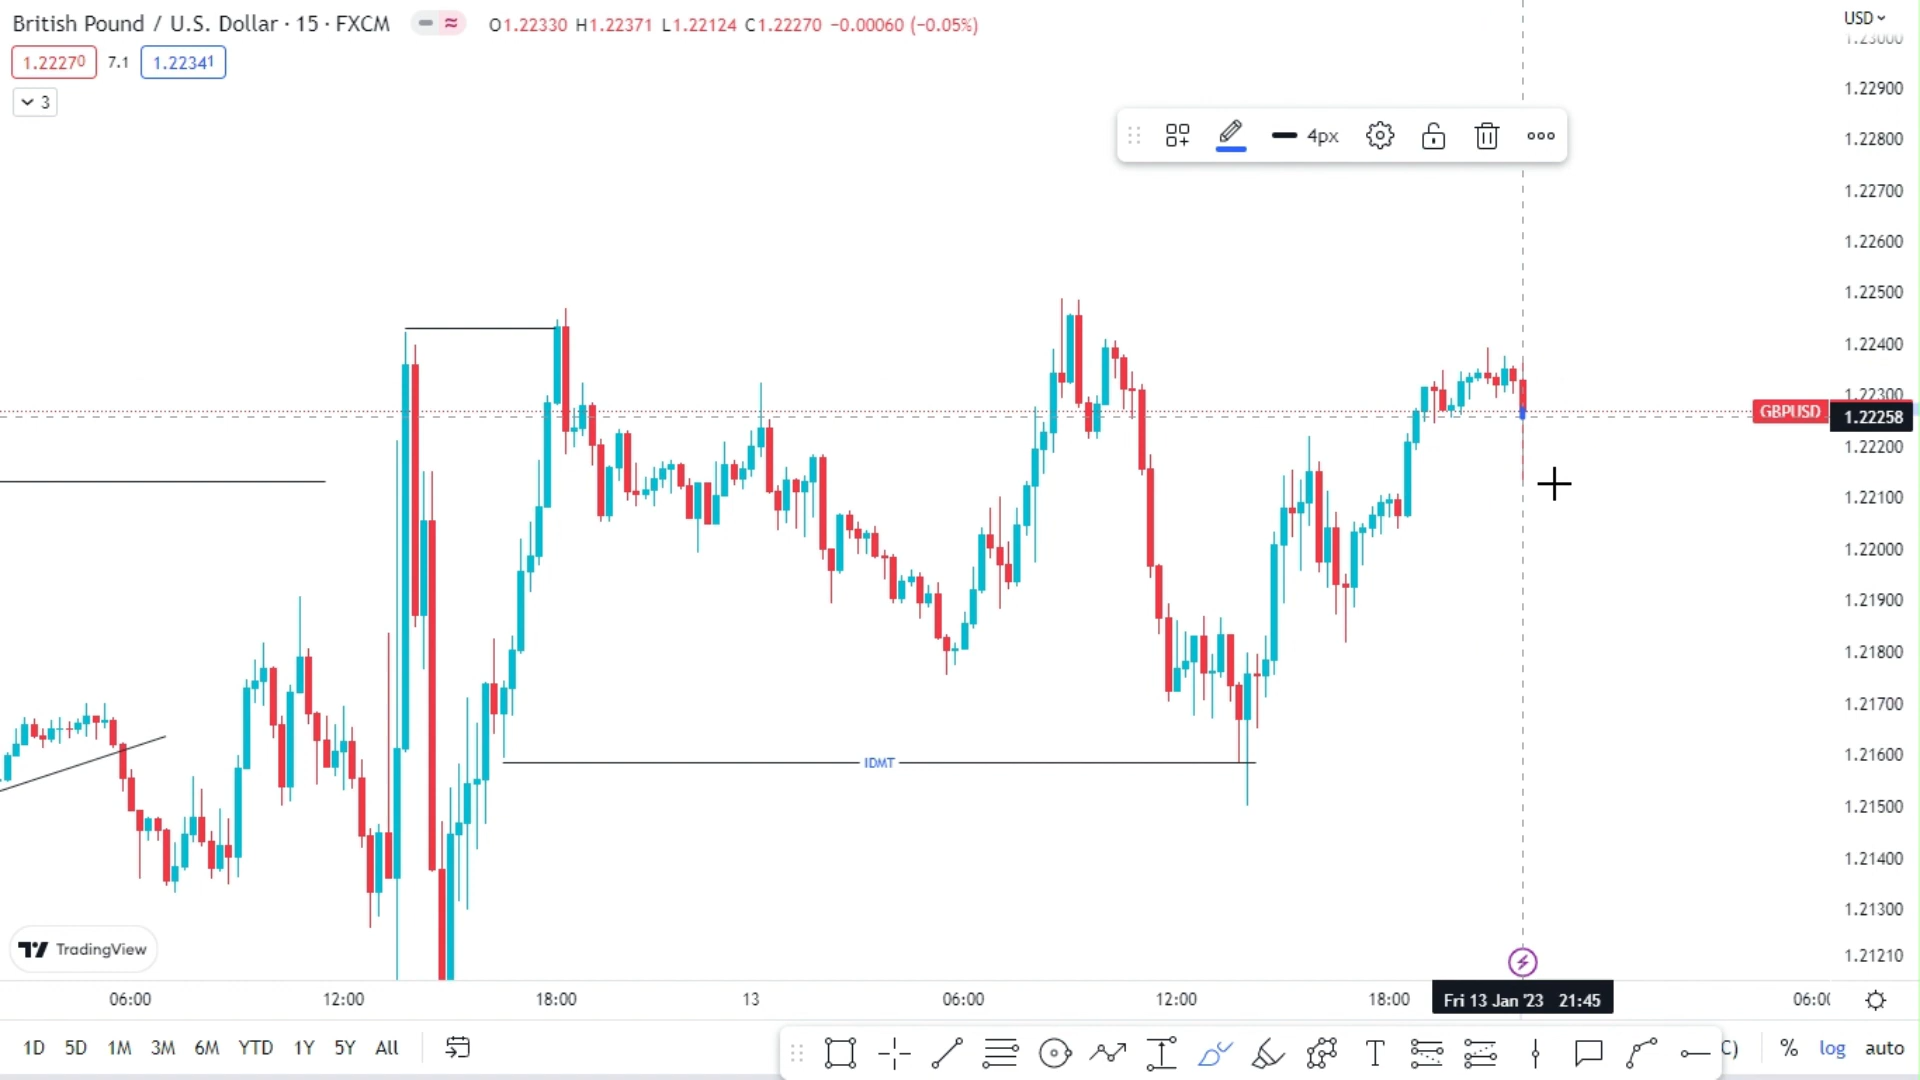 British Pound / U.S. Dollar · 15 · FXCM
O1.22330 H1.22371 L1.22124 C1.22270 −0.00060 (−0.05%)
1.22270 7.1 1.22341
3
4px
USD
1.23000
1.22900
1.22800
1.22700
1.22600
1.22500
1.22400
1.22300
GBPUSD
1.22258
1.22200
1.22100
1.22000
1.21900
1.21800
1.21700
1.21600
1.21500
1.21400
1.21300
1.21210
IDMT
TradingView
06:00 12:00 18:00 13 06:00 12:00 18:00 Fri 13 Jan '23 21:45
1D 5D 1M 3M 6M YTD 1Y 5Y All
% log auto